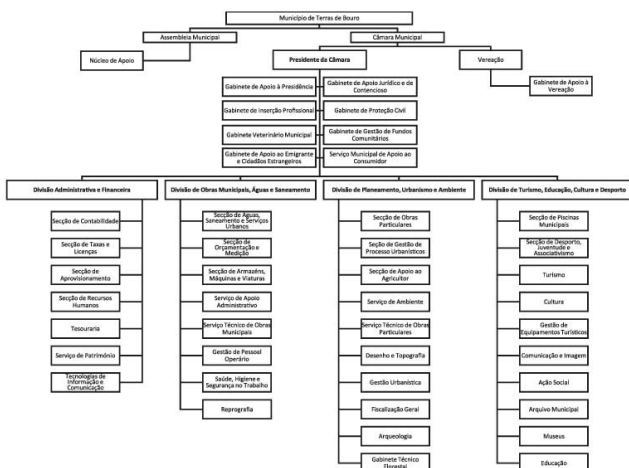 Município de Terras de Bouro
Assembleia Municipal
Câmara Municipal
Núcleo de Apoio
Presidente da Câmara
Vereação
Gabinete de Apoio à
Vereação
Gabinete de Apoio à Presidência
Gabinete de Apoio Jurídico e de
Contencioso
Gabinete de Inserção Profissional
Gabinete de Proteção Civil
Gabinete Veterinário Municipal
Gabinete de Gestão de Fundos
Comunitários
Gabinete de Apoio ao Emigrante
e Cidadãos Estrangeiros
Serviço Municipal de Apoio ao
Consumidor
Divisão Administrativa e Financeira
Secção de Contabilidade
Secção de Taxas e
Licenças
Secção de
Aprovisionamento
Secção de Recursos
Humanos
Tesouraria
Serviço de Património
Tecnologias de
Informação e
Comunicação
Divisão de Obras Municipais, Águas e Saneamento
Secção de Águas,
Saneamento e Serviços
Urbanos
Secção de
Orçamentação e
Medição
Secção de Armazéns,
Máquinas e Viaturas
Serviço de Apoio
Administrativo
Serviço Técnico de Obras
Municipais
Gestão de Pessoal
Operário
Saúde, Higiene e
Segurança no Trabalho
Reprografia
Divisão de Planeamento, Urbanismo e Ambiente
Secção de Obras
Particulares
Seção de Gestão de
Processo Urbanísticos
Secção de Apoio ao
Agricultor
Serviço de Ambiente
Serviço Técnico de Obras
Particulares
Desenho e Topografia
Gestão Urbanística
Fiscalização Geral
Arqueologia
Gabinete Técnico
Florestal
Divisão de Turismo, Educação, Cultura e Desporto
Secção de Piscinas
Municipais
Secção de Desporto,
Juventude e
Associativismo
Turismo
Cultura
Gestão de
Equipamentos Turísticos
Comunicação e Imagem
Ação Social
Arquivo Municipal
Museus
Educação